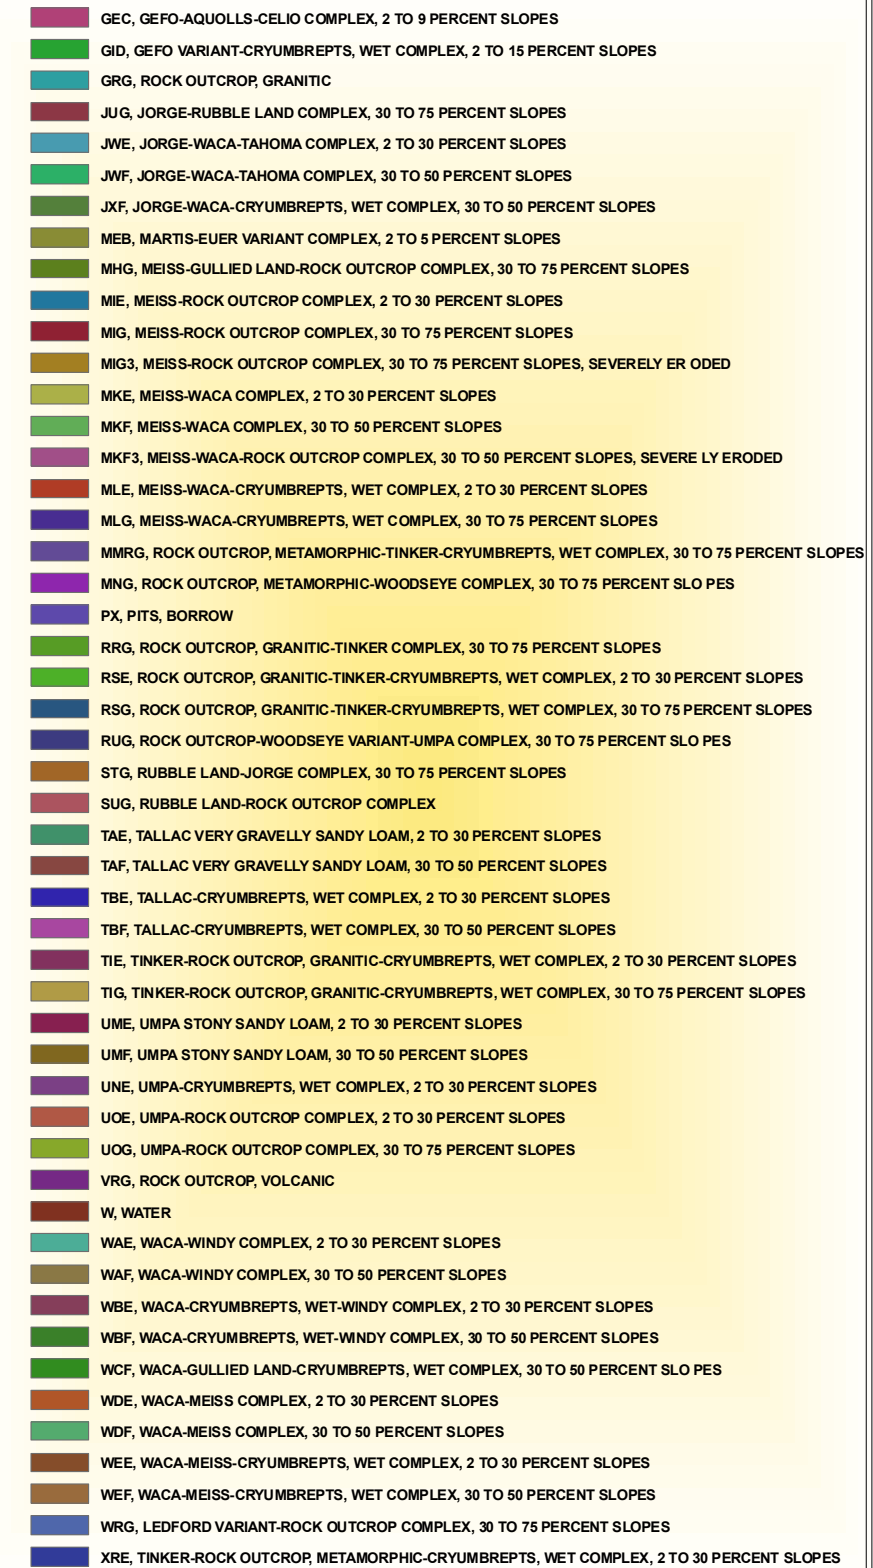 GEC, GEFO-AQUOLLS-CELIO COMPLEX, 2 TO 9 PERCENT SLOPES
GID, GEFO VARIANT-CRYUMBREPTS, WET COMPLEX, 2 TO 15 PERCENT SLOPES
GRG, ROCK OUTCROP, GRANITIC
JUG, JORGE-RUBBLE LAND COMPLEX, 30 TO 75 PERCENT SLOPES
JWE, JORGE-WACA-TAHOMA COMPLEX, 2 TO 30 PERCENT SLOPES
JWF, JORGE-WACA-TAHOMA COMPLEX, 30 TO 50 PERCENT SLOPES
JXF, JORGE-WACA-CRYUMBREPTS, WET COMPLEX, 30 TO 50 PERCENT SLOPES
MEB, MARTIS-EUER VARIANT COMPLEX, 2 TO 5 PERCENT SLOPES
MHG, MEISS-GULLIED LAND-ROCK OUTCROP COMPLEX, 30 TO 75 PERCENT SLOPES
MIE, MEISS-ROCK OUTCROP COMPLEX, 2 TO 30 PERCENT SLOPES
MIG, MEISS-ROCK OUTCROP COMPLEX, 30 TO 75 PERCENT SLOPES
MIG3, MEISS-ROCK OUTCROP COMPLEX, 30 TO 75 PERCENT SLOPES, SEVERELY ER ODED
MKE, MEISS-WACA COMPLEX, 2 TO 30 PERCENT SLOPES
MKF, MEISS-WACA COMPLEX, 30 TO 50 PERCENT SLOPES
MKF3, MEISS-WACA-ROCK OUTCROP COMPLEX, 30 TO 50 PERCENT SLOPES, SEVERE LY ERODED
MLE, MEISS-WACA-CRYUMBREPTS, WET COMPLEX, 2 TO 30 PERCENT SLOPES
MLG, MEISS-WACA-CRYUMBREPTS, WET COMPLEX, 30 TO 75 PERCENT SLOPES
MMRG, ROCK OUTCROP, METAMORPHIC-TINKER-CRYUMBREPTS, WET COMPLEX, 30 TO 75 PERCENT SLOPES
MNG, ROCK OUTCROP, METAMORPHIC-WOODSEYE COMPLEX, 30 TO 75 PERCENT SLO PES
PX, PITS, BORROW
RRG, ROCK OUTCROP, GRANITIC-TINKER COMPLEX, 30 TO 75 PERCENT SLOPES
RSE, ROCK OUTCROP, GRANITIC-TINKER-CRYUMBREPTS, WET COMPLEX, 2 TO 30 PERCENT SLOPES
RSG, ROCK OUTCROP, GRANITIC-TINKER-CRYUMBREPTS, WET COMPLEX, 30 TO 75 PERCENT SLOPES
RUG, ROCK OUTCROP-WOODSEYE VARIANT-UMPA COMPLEX, 30 TO 75 PERCENT SLO PES
STG, RUBBLE LAND-JORGE COMPLEX, 30 TO 75 PERCENT SLOPES
SUG, RUBBLE LAND-ROCK OUTCROP COMPLEX
TAE, TALLAC VERY GRAVELLY SANDY LOAM, 2 TO 30 PERCENT SLOPES
TAF, TALLAC VERY GRAVELLY SANDY LOAM, 30 TO 50 PERCENT SLOPES
TBE, TALLAC-CRYUMBREPTS, WET COMPLEX, 2 TO 30 PERCENT SLOPES
TBF, TALLAC-CRYUMBREPTS, WET COMPLEX, 30 TO 50 PERCENT SLOPES
TIE, TINKER-ROCK OUTCROP, GRANITIC-CRYUMBREPTS, WET COMPLEX, 2 TO 30 PERCENT SLOPES
TIG, TINKER-ROCK OUTCROP, GRANITIC-CRYUMBREPTS, WET COMPLEX, 30 TO 75 PERCENT SLOPES
UME, UMPA STONY SANDY LOAM, 2 TO 30 PERCENT SLOPES
UMF, UMPA STONY SANDY LOAM, 30 TO 50 PERCENT SLOPES
UNE, UMPA-CRYUMBREPTS, WET COMPLEX, 2 TO 30 PERCENT SLOPES
UOE, UMPA-ROCK OUTCROP COMPLEX, 2 TO 30 PERCENT SLOPES
UOG, UMPA-ROCK OUTCROP COMPLEX, 30 TO 75 PERCENT SLOPES
VRG, ROCK OUTCROP, VOLCANIC
W, WATER
WAE, WACA-WINDY COMPLEX, 2 TO 30 PERCENT SLOPES
WAF, WACA-WINDY COMPLEX, 30 TO 50 PERCENT SLOPES
WBE, WACA-CRYUMBREPTS, WET-WINDY COMPLEX, 2 TO 30 PERCENT SLOPES
WBF, WACA-CRYUMBREPTS, WET-WINDY COMPLEX, 30 TO 50 PERCENT SLOPES
WCF, WACA-GULLIED LAND-CRYUMBREPTS, WET COMPLEX, 30 TO 50 PERCENT SLO PES
WDE, WACA-MEISS COMPLEX, 2 TO 30 PERCENT SLOPES
WDF, WACA-MEISS COMPLEX, 30 TO 50 PERCENT SLOPES
WEE, WACA-MEISS-CRYUMBREPTS, WET COMPLEX, 2 TO 30 PERCENT SLOPES
WEF, WACA-MEISS-CRYUMBREPTS, WET COMPLEX, 30 TO 50 PERCENT SLOPES
WRG, LEDFORD VARIANT-ROCK OUTCROP COMPLEX, 30 TO 75 PERCENT SLOPES
XRE, TINKER-ROCK OUTCROP, METAMORPHIC-CRYUMBREPTS, WET COMPLEX, 2 TO 30 PERCENT SLOPES